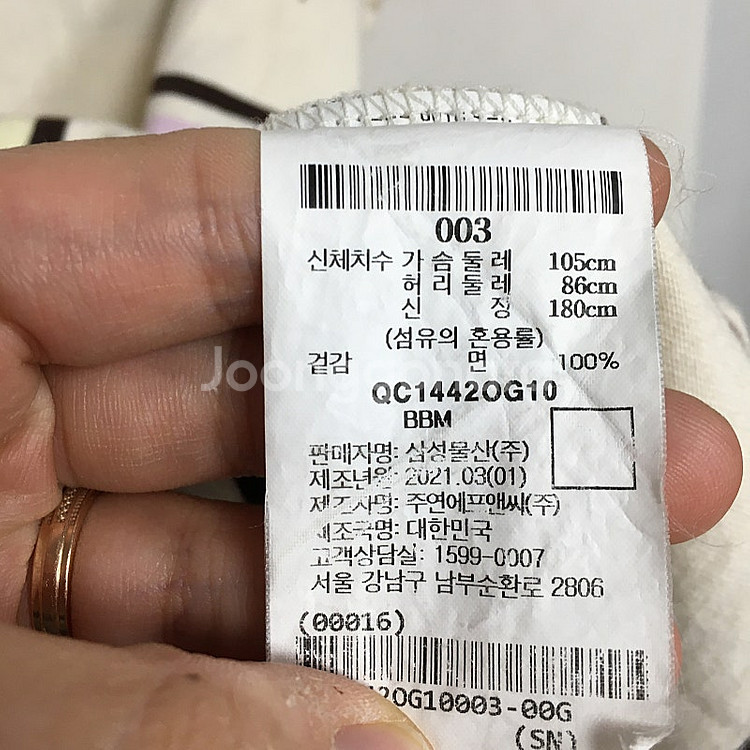 003
신체치수 가슴둘레 105cm
허리둘레 86cm
신 장 180cm
(섬유의 혼용률)
겉감 면 100%
QC1442OG10
BBM
판매자명: 삼성물산(주)
제조년월: 2021.03(01)
제조자명: 주연에프앤씨(주)
제조국명: 대한민국
고객상담실: 1599-0007
서울 강남구 남부순환로 2806
(00016)
2OG10003-00G
(SN)